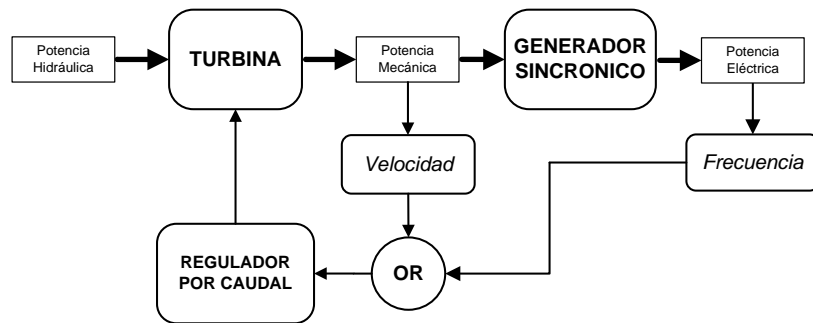 Potencia
Hidráulica
TURBINA
Potencia
Mecánica
GENERADOR
SINCRONICO
Potencia
Eléctrica
Velocidad
Frecuencia
REGULADOR
POR CAUDAL
OR